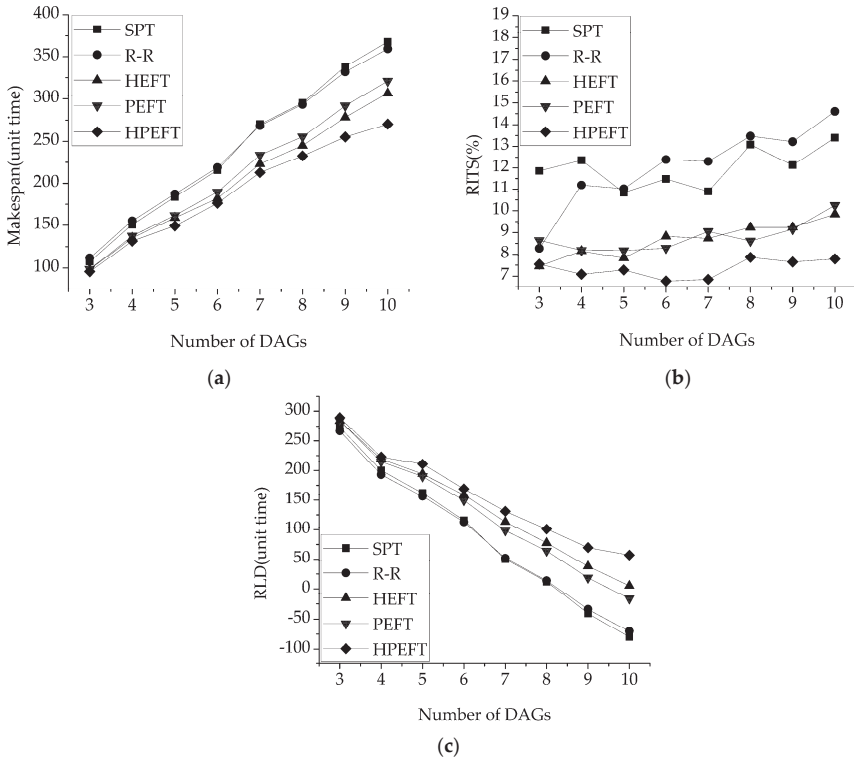 Makespan(unit time)
400
350
300
250
200
150
100
SPT
R-R
HEFT
PEFT
HPEFT
3 4 5 6 7 8 9 10
Number of DAGs
(a)
RITS(%)
19
18
17
16
15
14
13
12
11
10
9
8
7
SPT
R-R
HEFT
PEFT
HPEFT
3 4 5 6 7 8 9 10
Number of DAGs
(b)
RLD(unit time)
300
250
200
150
100
50
0
-50
-100
SPT
R-R
HEFT
PEFT
HPEFT
3 4 5 6 7 8 9 10
Number of DAGs
(c)